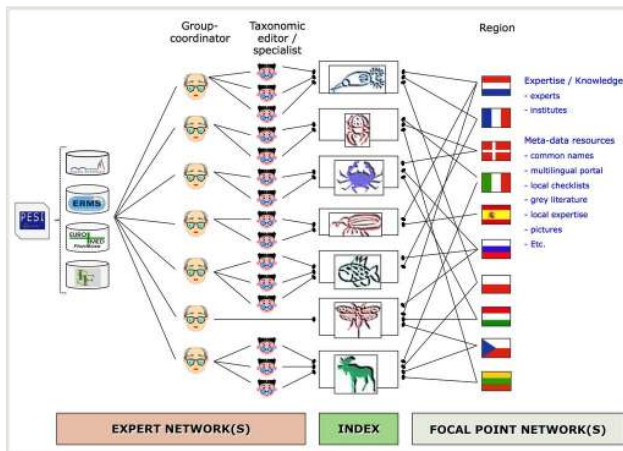 Group-
coordinator
Taxonomic
editor /
specialist
Region
Expertise / Knowledge
- experts
- institutes
Meta-data resources
- common names
- multilingual portal
- local checklists
- grey literature
- local expertise
- pictures
- Etc.
PESI
ERMS
EURO
MED
PlantBase
EXPERT NETWORK(S)
INDEX
FOCAL POINT NETWORK(S)